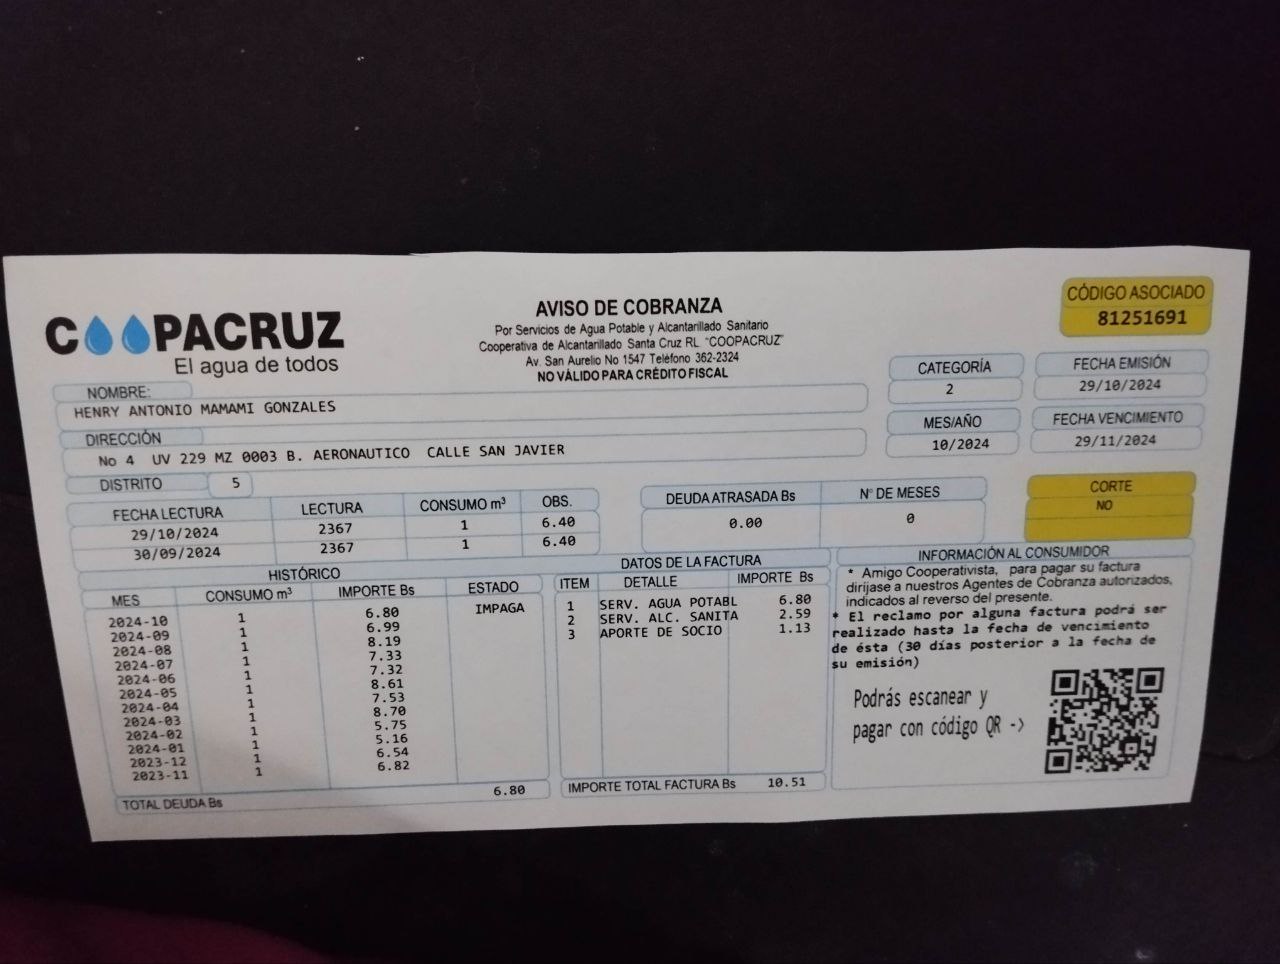 COOPACRUZ
El agua de todos
AVISO DE COBRANZA
Por Servicios de Agua Potable y Alcantarillado Sanitario
Cooperativa de Alcantarillado Santa Cruz RL. "COOPACRUZ"
Av. San Aurelio No 1547 Teléfono 362-2324
NO VÁLIDO PARA CRÉDITO FISCAL
CÓDIGO ASOCIADO
81251691
NOMBRE:
HENRY ANTONIO MAMAMI GONZALES
CATEGORÍA
2
FECHA EMISIÓN
29/10/2024
DIRECCIÓN
No 4 UV 229 MZ 0003 B. AERONAUTICO CALLE SAN JAVIER
MES/AÑO
10/2024
FECHA VENCIMIENTO
29/11/2024
DISTRITO 5
FECHA LECTURA LECTURA CONSUMO m³ OBS.
29/10/2024 2367 1 6.40
30/09/2024 2367 1 6.40
DEUDA ATRASADA Bs N° DE MESES
0.00 0
CORTE
NO
HISTÓRICO
MES CONSUMO m³ IMPORTE Bs ESTADO
2024-10 1 6.80 IMPAGA
2024-09 1 6.99
2024-08 1 8.19
2024-07 1 7.33
2024-06 1 7.32
2024-05 1 8.61
2024-04 1 7.53
2024-03 1 8.70
2024-02 1 5.75
2024-01 1 5.16
2023-12 1 6.54
2023-11 1 6.82
TOTAL DEUDA Bs 6.80
DATOS DE LA FACTURA
ITEM DETALLE IMPORTE Bs
1 SERV. AGUA POTABL 6.80
2 SERV. ALC. SANITA 2.59
3 APORTE DE SOCIO 1.13
IMPORTE TOTAL FACTURA Bs 10.51
INFORMACIÓN AL CONSUMIDOR
* Amigo Cooperativista, para pagar su factura
diríjase a nuestros Agentes de Cobranza autorizados,
indicados al reverso del presente.
* El reclamo por alguna factura podrá ser
realizado hasta la fecha de vencimiento
de ésta (30 días posterior a la fecha de
su emisión)
Podrás escanear y
pagar con código QR ->